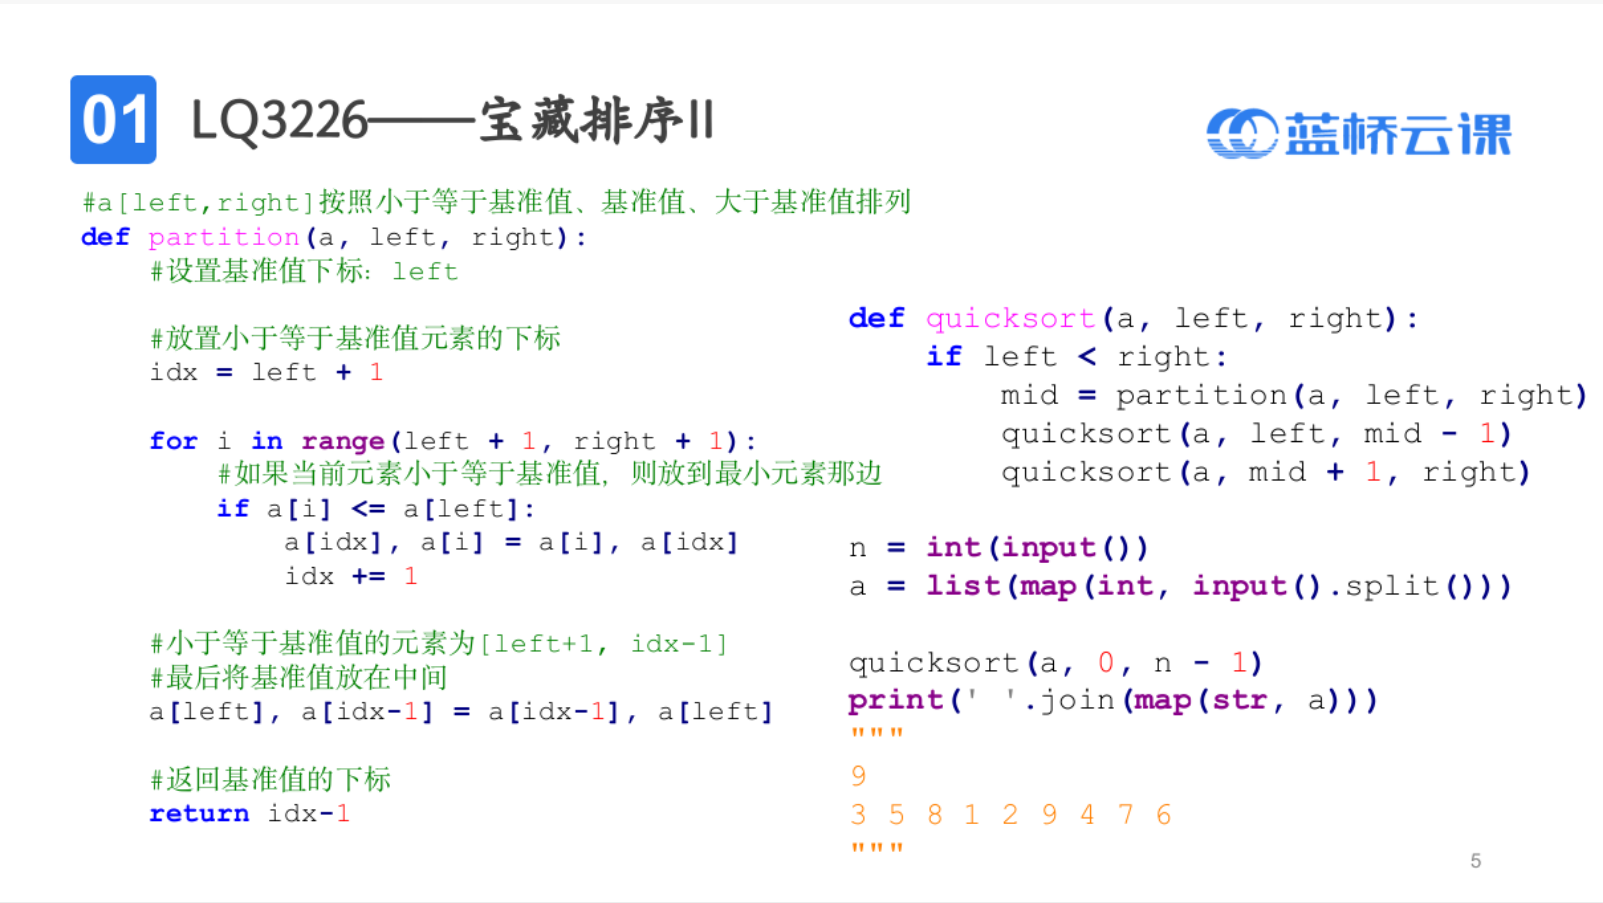 01 LQ3226——宝藏排序II
蓝桥云课
#a[left,right]按照小于等于基准值、基准值、大于基准值排列
def partition(a, left, right):
    #设置基准值下标：left
    #放置小于等于基准值元素的下标
    idx = left + 1
    for i in range(left + 1, right + 1):
        #如果当前元素小于等于基准值，则放到最小元素那边
        if a[i] <= a[left]:
            a[idx], a[i] = a[i], a[idx]
            idx += 1
    #小于等于基准值的元素为[left+1, idx-1]
    #最后将基准值放在中间
    a[left], a[idx-1] = a[idx-1], a[left]
    #返回基准值的下标
    return idx-1
def quicksort(a, left, right):
    if left < right:
        mid = partition(a, left, right)
        quicksort(a, left, mid - 1)
        quicksort(a, mid + 1, right)
n = int(input())
a = list(map(int, input().split()))
quicksort(a, 0, n - 1)
print(' '.join(map(str, a)))
"""
9
3 5 8 1 2 9 4 7 6
"""
5